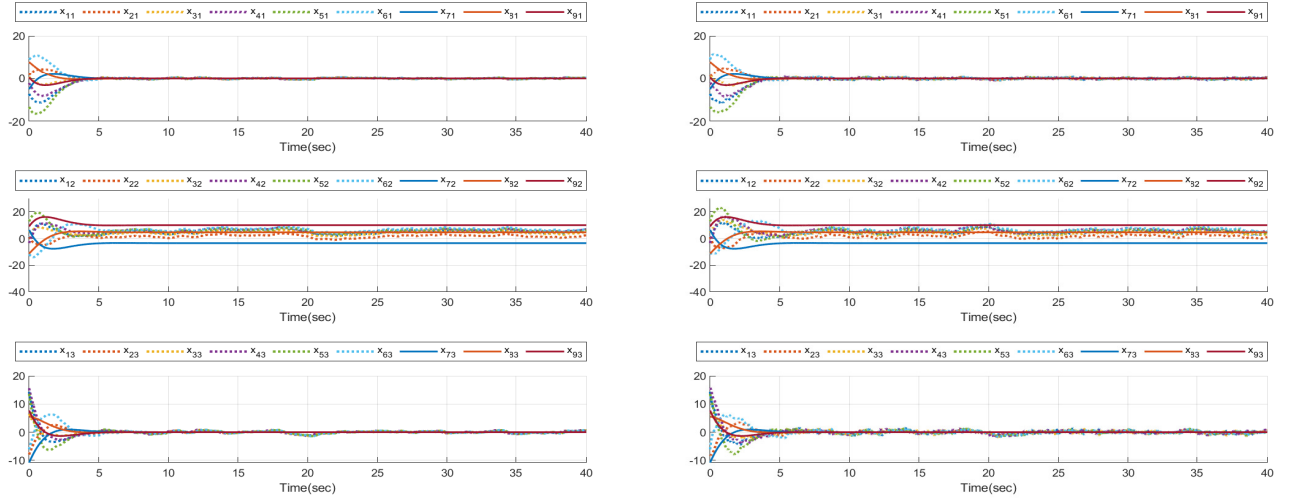 x₁₁ x₂₁ x₃₁ x₄₁ x₅₁ x₆₁ x₇₁ x₈₁ x₉₁
20
0
-20
0 5 10 15 20 25 30 35 40
Time(sec)
x₁₂ x₂₂ x₃₂ x₄₂ x₅₂ x₆₂ x₇₂ x₈₂ x₉₂
20
0
-20
-40
0 5 10 15 20 25 30 35 40
Time(sec)
x₁₃ x₂₃ x₃₃ x₄₃ x₅₃ x₆₃ x₇₃ x₈₃ x₉₃
20
10
0
-10
0 5 10 15 20 25 30 35 40
Time(sec)
x₁₁ x₂₁ x₃₁ x₄₁ x₅₁ x₆₁ x₇₁ x₈₁ x₉₁
20
0
-20
0 5 10 15 20 25 30 35 40
Time(sec)
x₁₂ x₂₂ x₃₂ x₄₂ x₅₂ x₆₂ x₇₂ x₈₂ x₉₂
20
0
-20
-40
0 5 10 15 20 25 30 35 40
Time(sec)
x₁₃ x₂₃ x₃₃ x₄₃ x₅₃ x₆₃ x₇₃ x₈₃ x₉₃
20
10
0
-10
0 5 10 15 20 25 30 35 40
Time(sec)